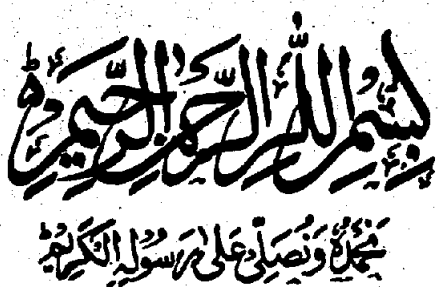 بِسْمِ اللّٰهِ الرَّحْمٰنِ الرَّحِيْمِ
نَحْمَدُهٗ وَنُصَلِّیْ عَلٰی رَسُوْلِهِ الْكَرِيْمِ